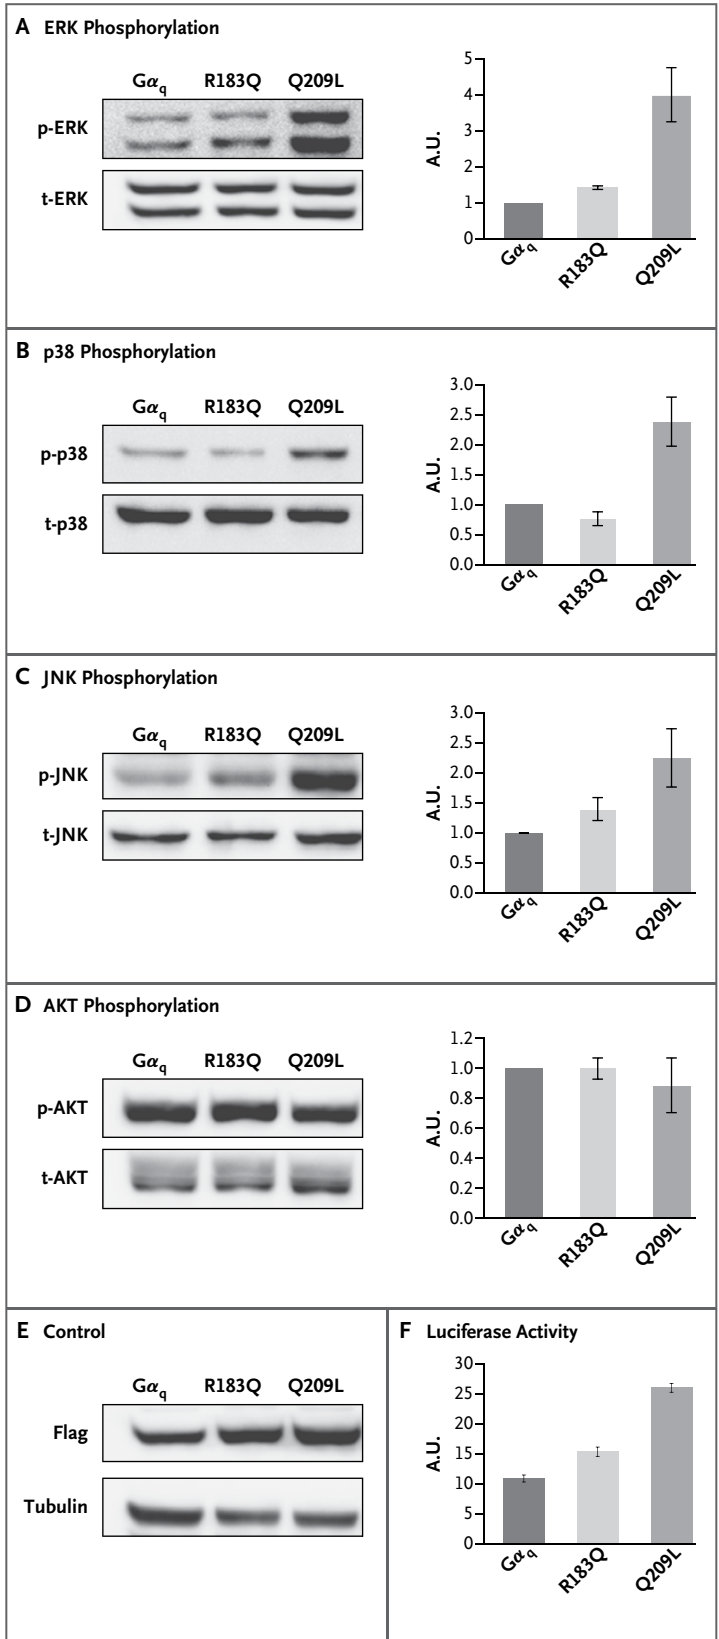 A ERK Phosphorylation
Gαq R183Q Q209L
p-ERK
t-ERK
A.U.
5
4
3
2
1
0
Gαq R183Q Q209L
B p38 Phosphorylation
Gαq R183Q Q209L
p-p38
t-p38
A.U.
3.0
2.5
2.0
1.5
1.0
0.5
0.0
Gαq R183Q Q209L
C JNK Phosphorylation
Gαq R183Q Q209L
p-JNK
t-JNK
A.U.
3.0
2.5
2.0
1.5
1.0
0.5
0.0
Gαq R183Q Q209L
D AKT Phosphorylation
Gαq R183Q Q209L
p-AKT
t-AKT
A.U.
1.2
1.0
0.8
0.6
0.4
0.2
0.0
Gαq R183Q Q209L
E Control
Gαq R183Q Q209L
Flag
Tubulin
F Luciferase Activity
A.U.
30
25
20
15
10
5
0
Gαq R183Q Q209L